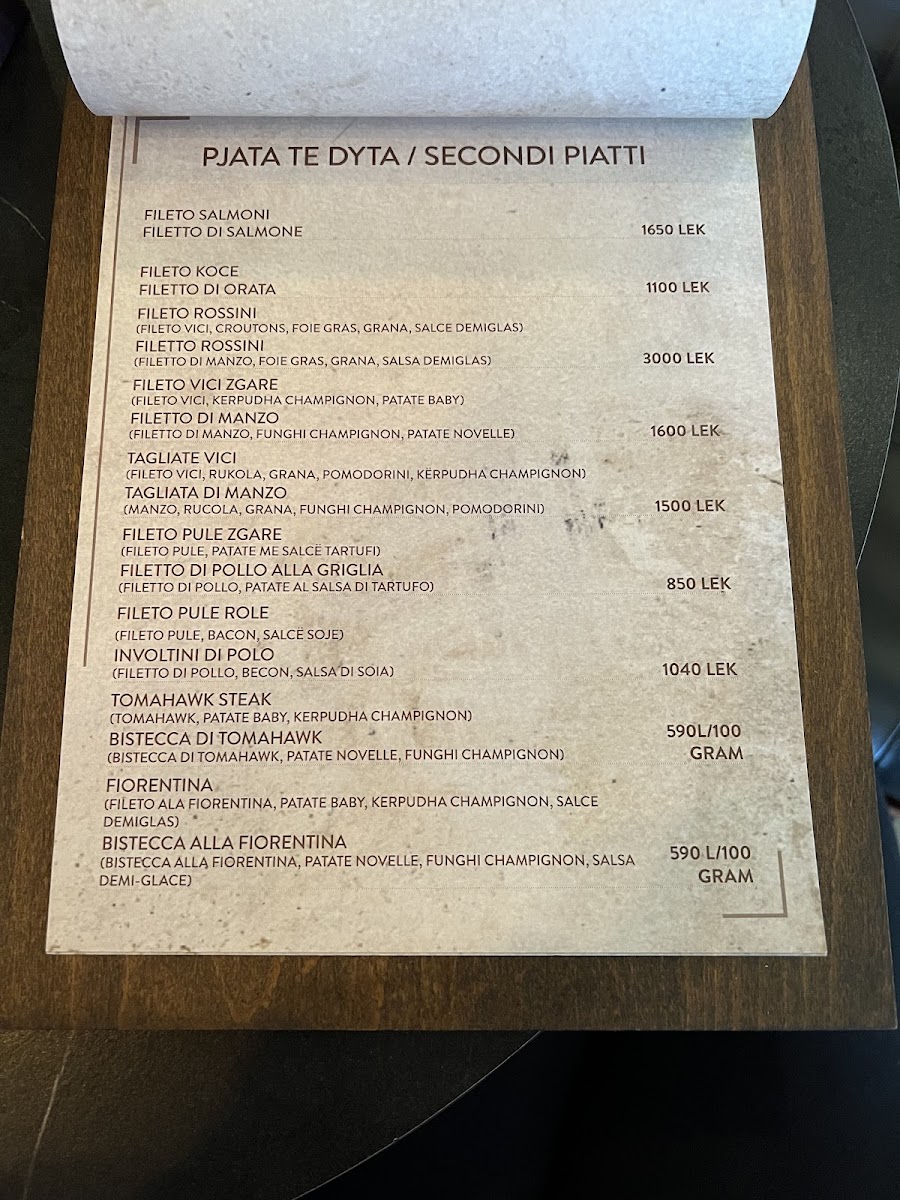 PJATA TE DYTA / SECONDI PIATTI
FILETO SALMONI
FILETTO DI SALMONE 1650 LEK
FILETO KOCE
FILETTO DI ORATA 1100 LEK
FILETO ROSSINI
(FILETO VICI, CROUTONS, FOIE GRAS, GRANA, SALCE DEMIGLAS)
FILETTO ROSSINI
(FILETTO DI MANZO, FOIE GRAS, GRANA, SALSA DEMIGLAS) 3000 LEK
FILETO VICI ZGARE
(FILETO VICI, KERPUDHA CHAMPIGNON, PATATE BABY)
FILETTO DI MANZO
(FILETTO DI MANZO, FUNGHI CHAMPIGNON, PATATE NOVELLE) 1600 LEK
TAGLIATE VICI
(FILETO VICI, RUKOLA, GRANA, POMODORINI, KËRPUDHA CHAMPIGNON)
TAGLIATA DI MANZO
(MANZO, RUCOLA, GRANA, FUNGHI CHAMPIGNON, POMODORINI) 1500 LEK
FILETO PULE ZGARE
(FILETO PULE, PATATE ME SALCË TARTUFI)
FILETTO DI POLLO ALLA GRIGLIA
(FILETTO DI POLLO, PATATE AL SALSA DI TARTUFO) 850 LEK
FILETO PULE ROLE
(FILETO PULE, BACON, SALCË SOJE)
INVOLTINI DI POLO
(FILETTO DI POLLO, BECON, SALSA DI SOIA) 1040 LEK
TOMAHAWK STEAK
(TOMAHAWK, PATATE BABY, KERPUDHA CHAMPIGNON)
BISTECCA DI TOMAHAWK 590L/100
(BISTECCA DI TOMAHAWK, PATATE NOVELLE, FUNGHI CHAMPIGNON) GRAM
FIORENTINA
(FILETO ALA FIORENTINA, PATATE BABY, KERPUDHA CHAMPIGNON, SALCE
DEMIGLAS)
BISTECCA ALLA FIORENTINA
(BISTECCA ALLA FIORENTINA, PATATE NOVELLE, FUNGHI CHAMPIGNON, SALSA 590 L/100
DEMI-GLACE) GRAM